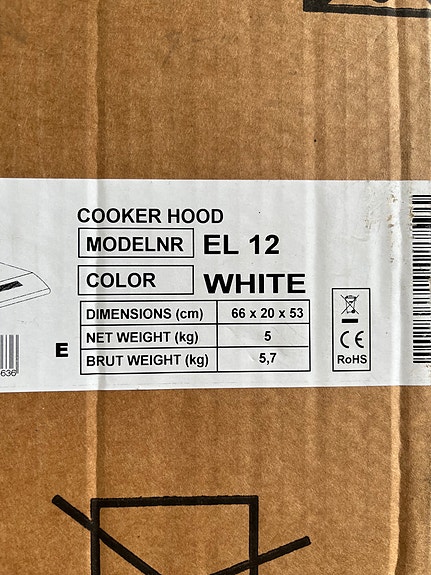 COOKER HOOD
MODELNR EL 12
COLOR WHITE
DIMENSIONS (cm) 66 x 20 x 53
NET WEIGHT (kg) 5
E
BRUT WEIGHT (kg) 5,7
CE
RoHS
636